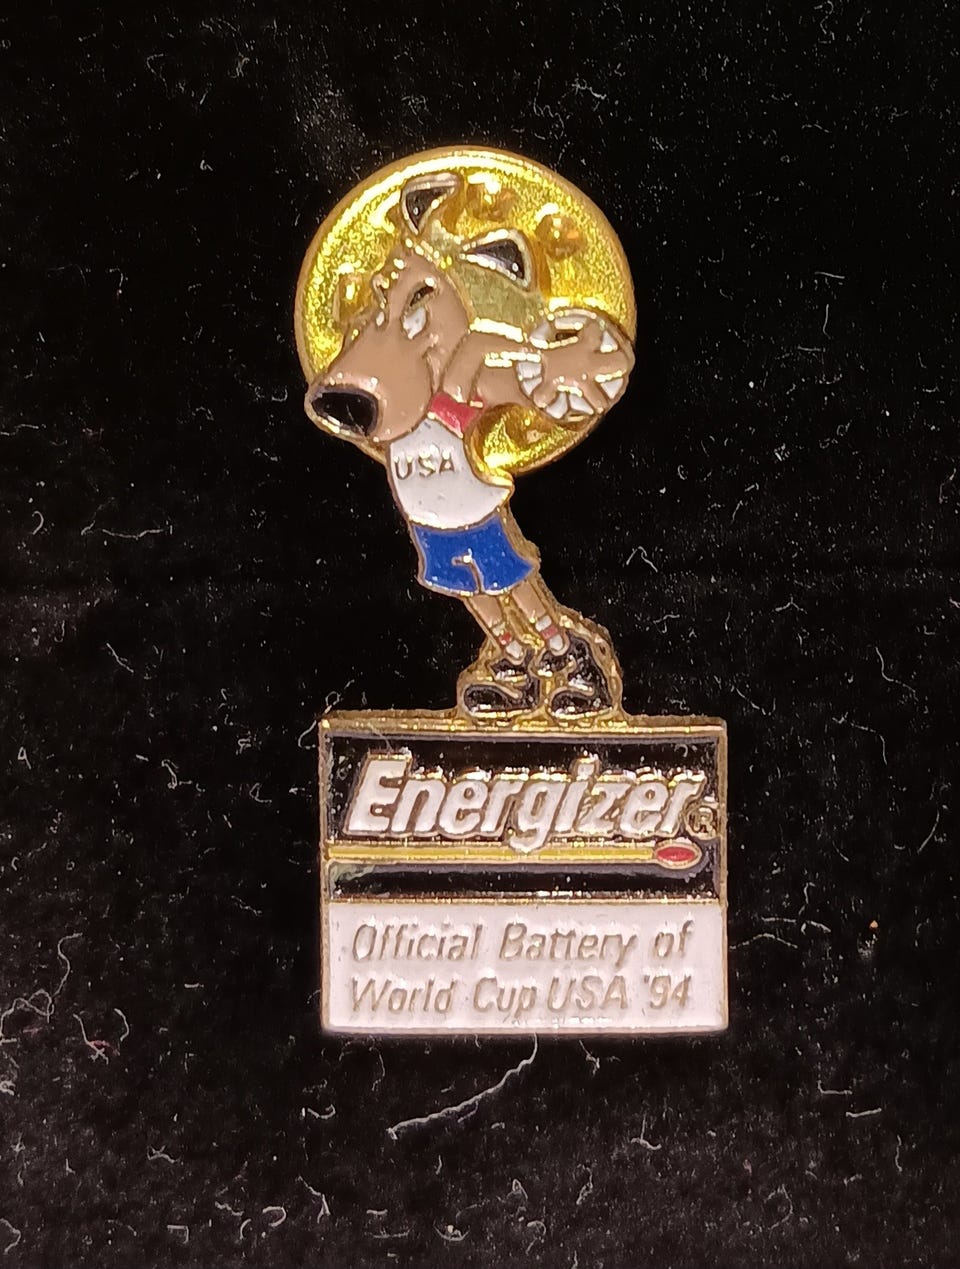 USA
Energizer®
Official Battery of
World Cup USA '94